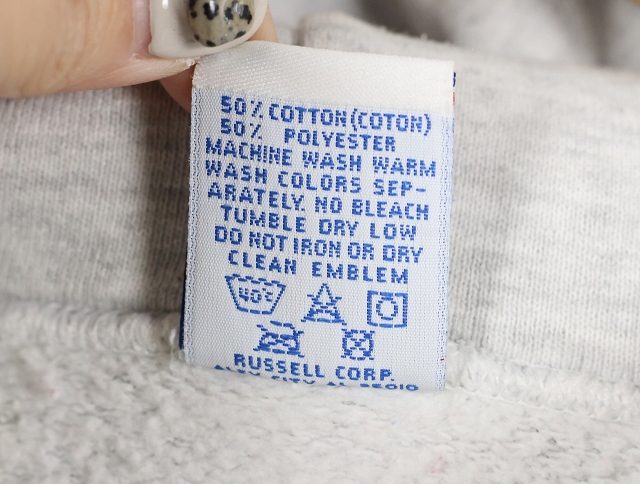 50% COTTON (COTON)
50% POLYESTER
MACHINE WASH WARM
WASH COLORS SEP-
ARATELY. NO BLEACH
TUMBLE DRY LOW
DO NOT IRON OR DRY
CLEAN EMBLEM
40°C
RUSSELL CORP.